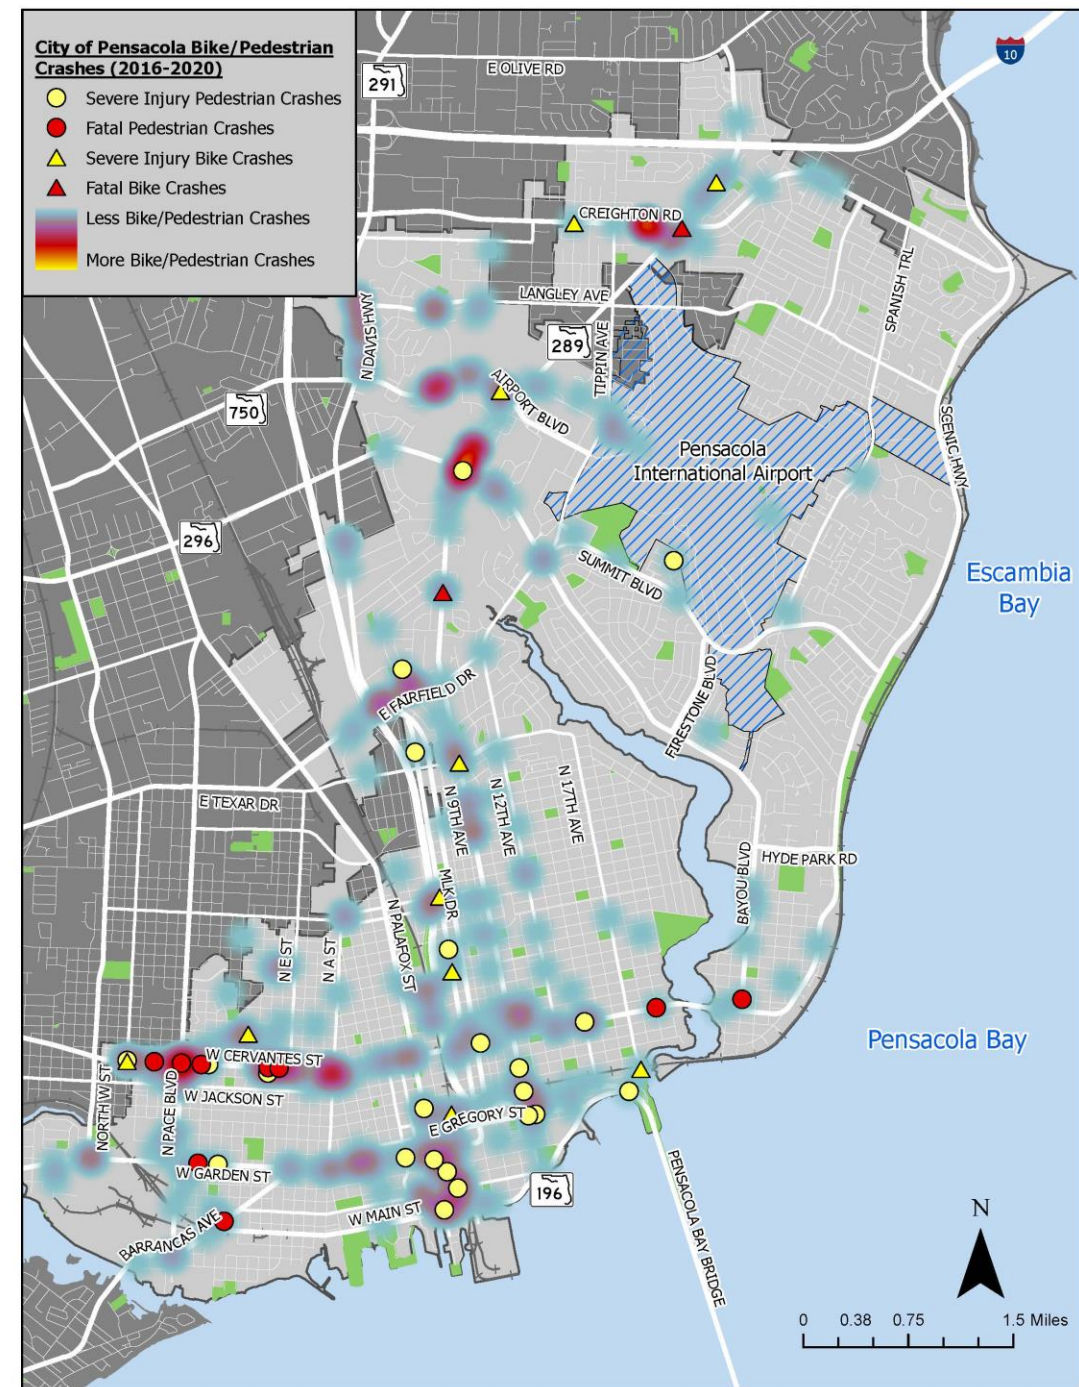 City of Pensacola Bike/Pedestrian
Crashes (2016-2020)
Severe Injury Pedestrian Crashes
Fatal Pedestrian Crashes
Severe Injury Bike Crashes
Fatal Bike Crashes
Less Bike/Pedestrian Crashes
More Bike/Pedestrian Crashes
10
E OLIVE RD
291
CREIGHTON RD
SPANISH TRL
LANGLEY AVE
N DAVIS HWY
289
TIPPIN AVE
AIRPORT BLVD
750
SCENIC HWY
Pensacola
International Airport
296
SUMMIT BLVD
Escambia
Bay
E FAIRFIELD DR
FIRESTONE BLVD
E TEXAR DR
N 9TH AVE
N 12TH AVE
N 17TH AVE
HYDE PARK RD
BAYOU BLVD
MLK DR
N PALAFOX ST
N E ST
N A ST
Pensacola Bay
W CERVANTES ST
NORTH W ST
N PACE BLVD
W JACKSON ST
E GREGORY ST
W GARDEN ST
196
PENSACOLA BAY BRIDGE
W MAIN ST
BARRANCAS AVE
N
0 0.38 0.75 1.5 Miles